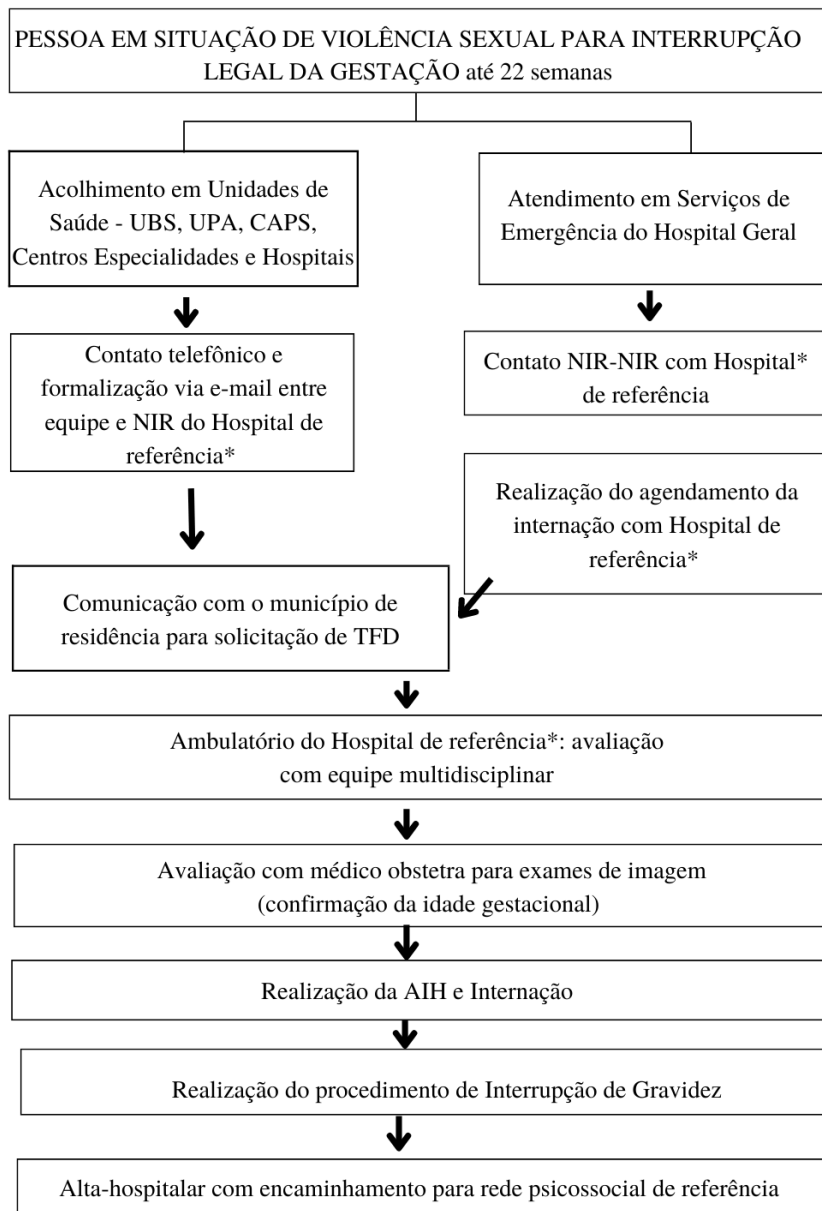 PESSOA EM SITUAÇÃO DE VIOLÊNCIA SEXUAL PARA INTERRUPÇÃO
LEGAL DA GESTAÇÃO até 22 semanas
Acolhimento em Unidades de
Saúde - UBS, UPA, CAPS,
Centros Especialidades e Hospitais
Atendimento em Serviços de
Emergência do Hospital Geral
Contato telefônico e
formalização via e-mail entre
equipe e NIR do Hospital de
referência*
Contato NIR-NIR com Hospital*
de referência
Realização do agendamento da
internação com Hospital de
referência*
Comunicação com o município de
residência para solicitação de TFD
Ambulatório do Hospital de referência*: avaliação
com equipe multidisciplinar
Avaliação com médico obstetra para exames de imagem
(confirmação da idade gestacional)
Realização da AIH e Internação
Realização do procedimento de Interrupção de Gravidez
Alta-hospitalar com encaminhamento para rede psicossocial de referência